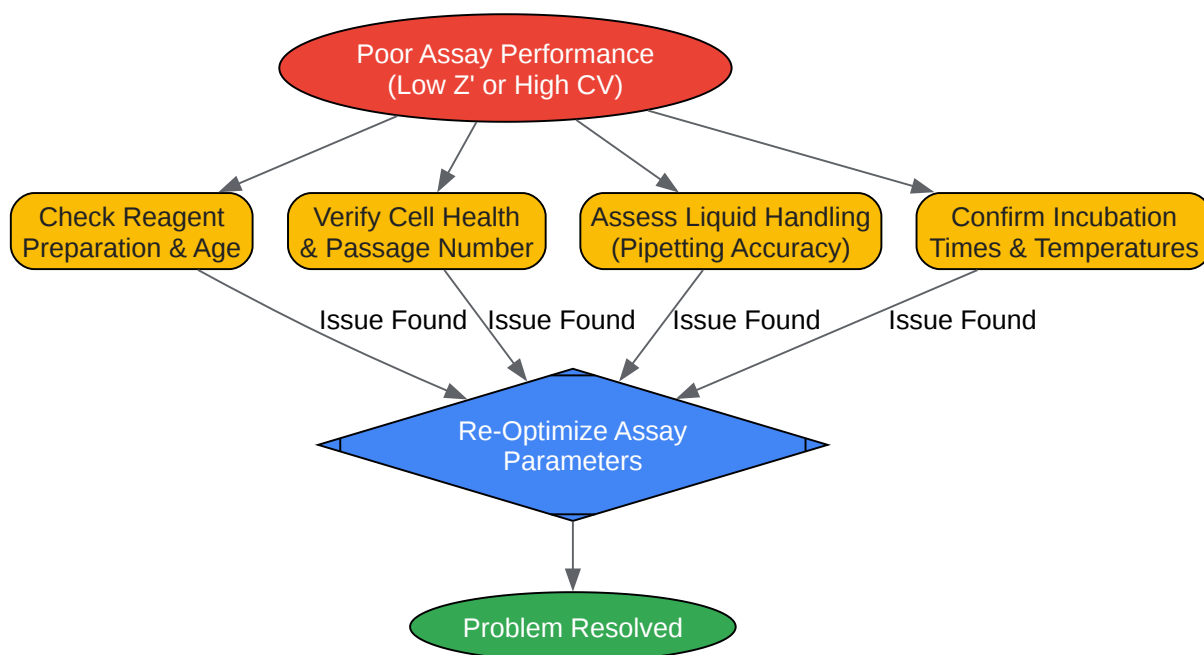 Poor Assay Performance
(Low Z' or High CV)
Check Reagent
Preparation & Age
Verify Cell Health
& Passage Number
Assess Liquid Handling
(Pipetting Accuracy)
Confirm Incubation
Times & Temperatures
Issue Found
Issue Found
Issue Found
Issue Found
Re-Optimize Assay
Parameters
Problem Resolved